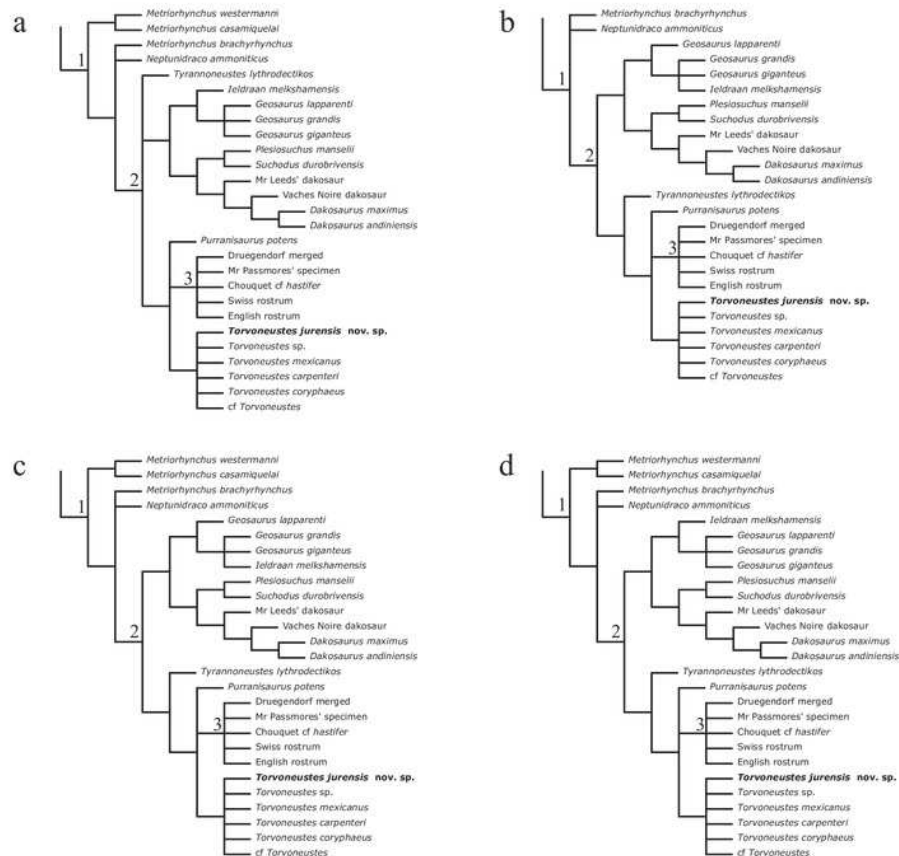 a
Metriorhynchus westermanni
Metriorhynchus casamiquelai
1
Metriorhynchus brachyrhynchus
Neptunidraco ammoniticus
Tyrannoneustes lythrodectikos
Ieldraan melkshamensis
Geosaurus lapparenti
Geosaurus grandis
Geosaurus giganteus
Plesiosuchus manselii
Suchodus durobrivensis
2
Mr Leeds' dakosaur
Vaches Noire dakosaur
Dakosaurus maximus
Dakosaurus andiniensis
Purranisaurus potens
Druegendorf merged
Mr Passmores' specimen
3
Chouquet cf hastifer
Swiss rostrum
English rostrum
Torvoneustes jurensis nov. sp.
Torvoneustes sp.
Torvoneustes mexicanus
Torvoneustes carpenteri
Torvoneustes coryphaeus
cf Torvoneustes
b
Metriorhynchus brachyrhynchus
Neptunidraco ammoniticus
1
Geosaurus lapparenti
Geosaurus grandis
Geosaurus giganteus
Ieldraan melkshamensis
Plesiosuchus manselii
Suchodus durobrivensis
Mr Leeds' dakosaur
2
Vaches Noire dakosaur
Dakosaurus maximus
Dakosaurus andiniensis
Tyrannoneustes lythrodectikos
Purranisaurus potens
Druegendorf merged
Mr Passmores' specimen
3
Chouquet cf hastifer
Swiss rostrum
English rostrum
Torvoneustes jurensis nov. sp.
Torvoneustes sp.
Torvoneustes mexicanus
Torvoneustes carpenteri
Torvoneustes coryphaeus
cf Torvoneustes
c
Metriorhynchus westermanni
Metriorhynchus casamiquelai
Metriorhynchus brachyrhynchus
1
Neptunidraco ammoniticus
Geosaurus lapparenti
Geosaurus grandis
Geosaurus giganteus
Ieldraan melkshamensis
Plesiosuchus manselii
Suchodus durobrivensis
Mr Leeds' dakosaur
2
Vaches Noire dakosaur
Dakosaurus maximus
Dakosaurus andiniensis
Tyrannoneustes lythrodectikos
Purranisaurus potens
Druegendorf merged
Mr Passmores' specimen
3
Chouquet cf hastifer
Swiss rostrum
English rostrum
Torvoneustes jurensis nov. sp.
Torvoneustes sp.
Torvoneustes mexicanus
Torvoneustes carpenteri
Torvoneustes coryphaeus
cf Torvoneustes
d
Metriorhynchus westermanni
Metriorhynchus casamiquelai
Metriorhynchus brachyrhynchus
1
Neptunidraco ammoniticus
Ieldraan melkshamensis
Geosaurus lapparenti
Geosaurus grandis
Geosaurus giganteus
Plesiosuchus manselii
Suchodus durobrivensis
Mr Leeds' dakosaur
2
Vaches Noire dakosaur
Dakosaurus maximus
Dakosaurus andiniensis
Tyrannoneustes lythrodectikos
Purranisaurus potens
Druegendorf merged
Mr Passmores' specimen
3
Chouquet cf hastifer
Swiss rostrum
English rostrum
Torvoneustes jurensis nov. sp.
Torvoneustes sp.
Torvoneustes mexicanus
Torvoneustes carpenteri
Torvoneustes coryphaeus
cf Torvoneustes